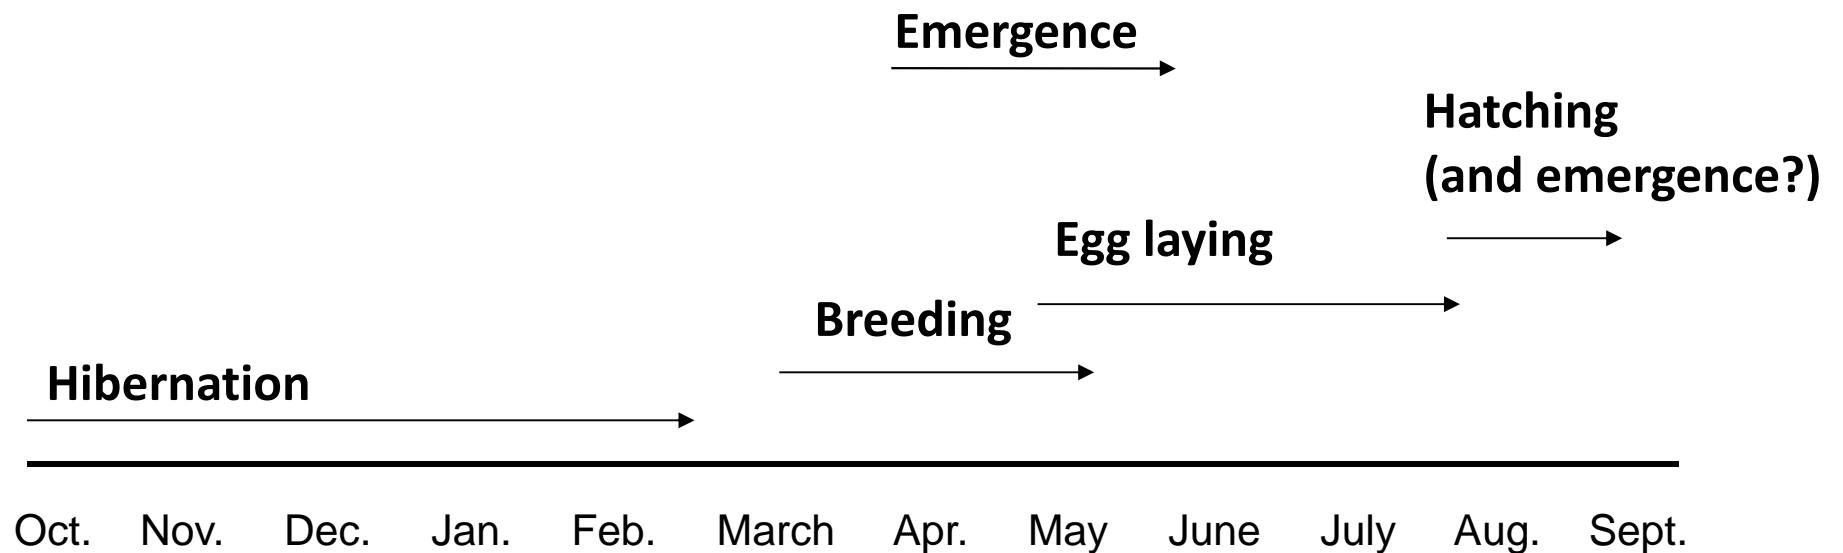 Emergence
Hatching
(and emergence?)
Egg laying
Breeding
Hibernation
Oct. Nov. Dec. Jan. Feb. March Apr. May June July Aug. Sept.